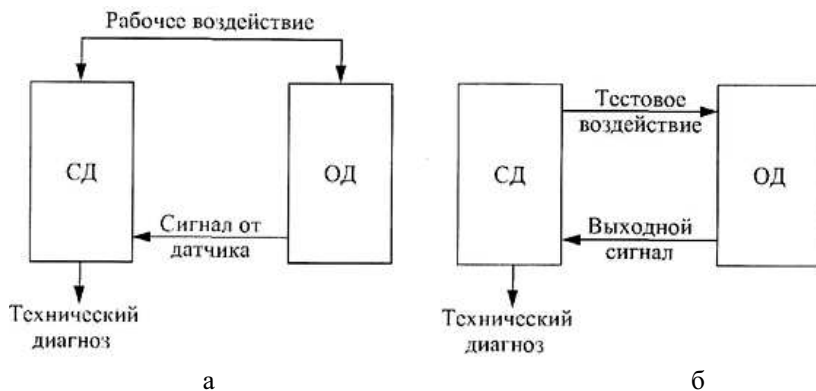 Рабочее воздействие
СД
ОД
Сигнал от
датчика
Технический
диагноз
а
Тестовое
воздействие
СД
ОД
Выходной
сигнал
Технический
диагноз
б